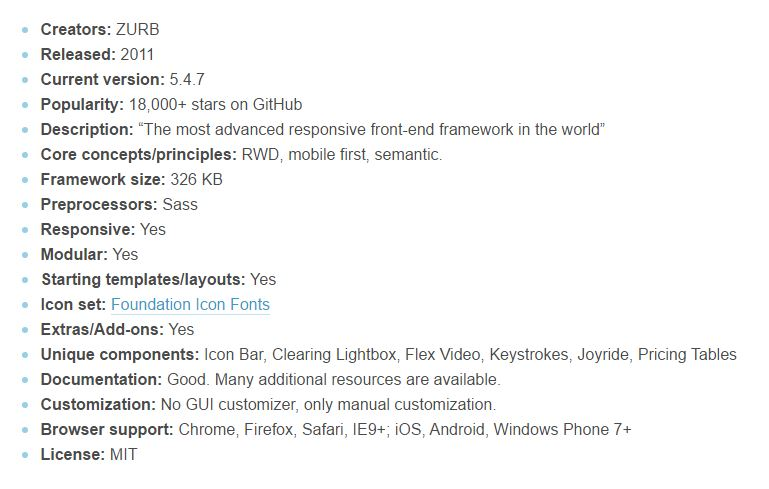 Creators: ZURB
Released: 2011
Current version: 5.4.7
Popularity: 18,000+ stars on GitHub
Description: “The most advanced responsive front-end framework in the world”
Core concepts/principles: RWD, mobile first, semantic.
Framework size: 326 KB
Preprocessors: Sass
Responsive: Yes
Modular: Yes
Starting templates/layouts: Yes
Icon set: Foundation Icon Fonts
Extras/Add-ons: Yes
Unique components: Icon Bar, Clearing Lightbox, Flex Video, Keystrokes, Joyride, Pricing Tables
Documentation: Good. Many additional resources are available.
Customization: No GUI customizer, only manual customization.
Browser support: Chrome, Firefox, Safari, IE9+; iOS, Android, Windows Phone 7+
License: MIT